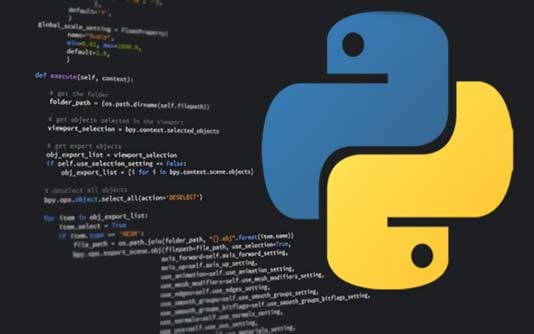 default='Y',
)
global_scale_setting = FloatProperty(
name="Scale",
min=0.01, max=1000.0,
default=1.0,
)
def execute(self, context):
# get the folder
folder_path = (os.path.dirname(self.filepath))
# get objects selected in the viewport
viewport_selection = bpy.context.selected_objects
# get export objects
obj_export_list = viewport_selection
if self.use_selection_setting == False:
obj_export_list = [i for i in bpy.context.scene.objects]
# deselect all objects
bpy.ops.object.select_all(action='DESELECT')
for item in obj_export_list:
item.select = True
if item.type == 'MESH':
file_path = os.path.join(folder_path, "{}.obj".format(item.name))
bpy.ops.export_scene.obj(filepath=file_path, use_selection=True,
axis_forward=self.axis_forward_setting,
axis_up=self.axis_up_setting,
use_animation=self.use_animation_setting,
use_mesh_modifiers=self.use_mesh_modifiers_setting,
use_edges=self.use_edges_setting,
use_smooth_groups=self.use_smooth_groups_setting,
use_smooth_groups_bitflags=self.use_smooth_groups_bitflags_setting,
use_normals=self.use_normals_setting,
use_uvs=self.use_uvs_setting,